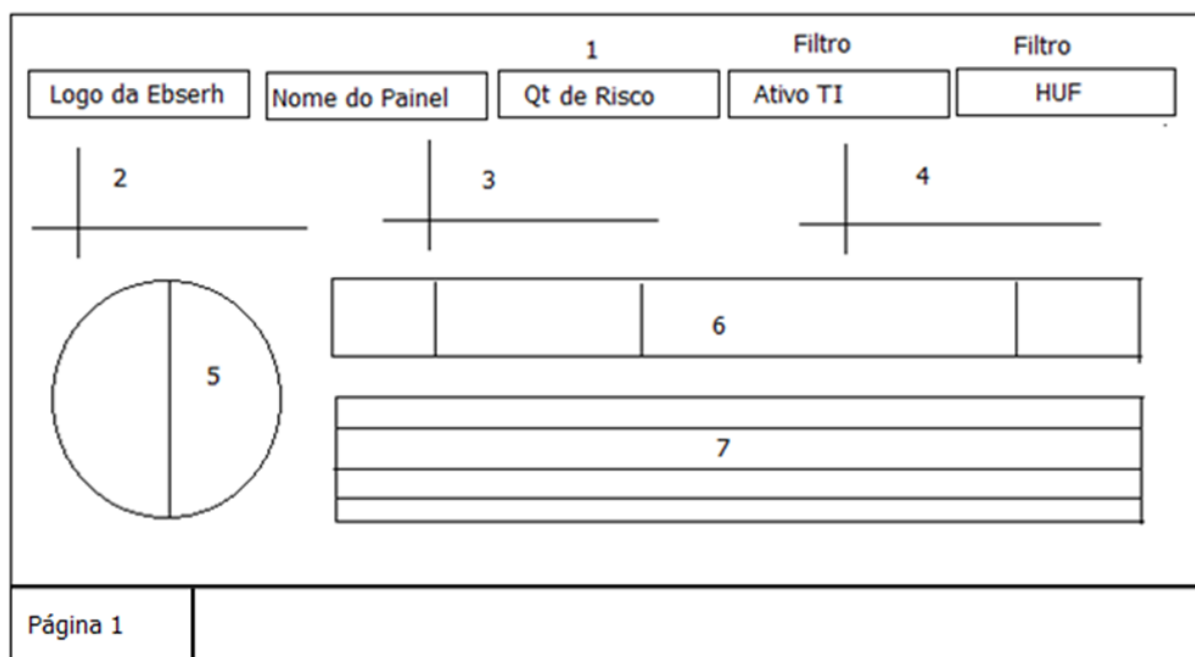 1
Filtro
Filtro
Logo da Ebserh
Nome do Painel
Qt de Risco
Ativo TI
HUF
2
3
4
5
6
7
Página 1